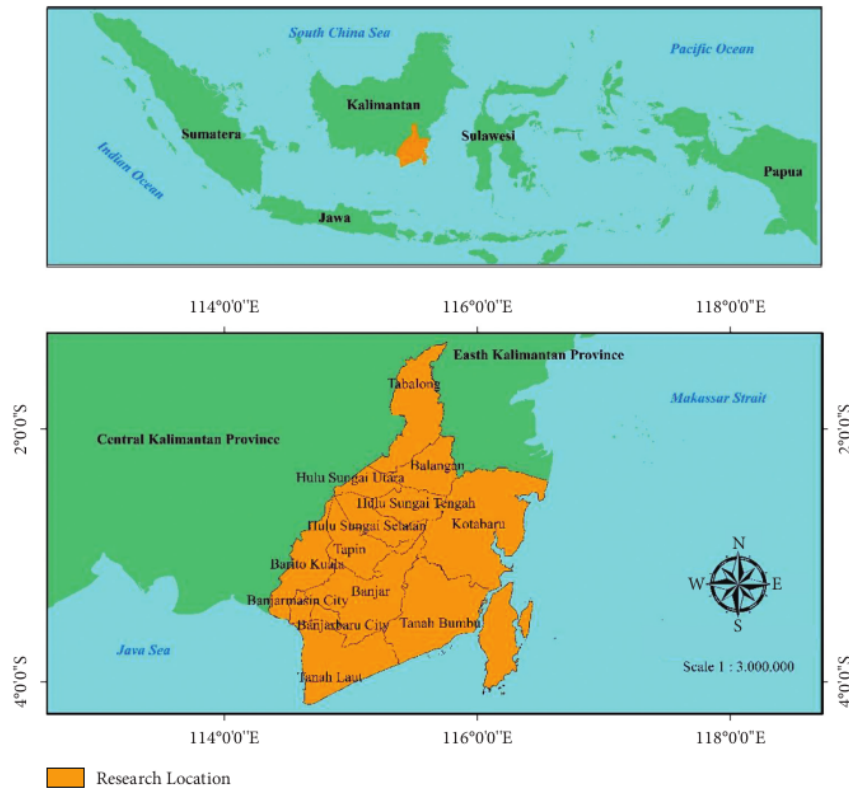 South China Sea
Pacific Ocean
Kalimantan
Sumatera
Sulawesi
Indian Ocean
Papua
Jawa
114°0'0"E
116°0'0"E
118°0'0"E
Easth Kalimantan Province
Tabalong
Makassar Strait
2°0'0"S
2°0'0"S
Central Kalimantan Province
Balangan
Hulu Sungai Utara
Hulu Sungai Tengah
Hulu Sungai Selatan
Kotabaru
Tapin
Barito Kuala
Banjar
Banjarmasin City
Banjarbaru City
Tanah Bumbu
N
W
E
S
Java Sea
Scale 1 : 3.000.000
Tanah Laut
4°0'0"S
4°0'0"S
114°0'0"E
116°0'0"E
118°0'0"E
Research Location